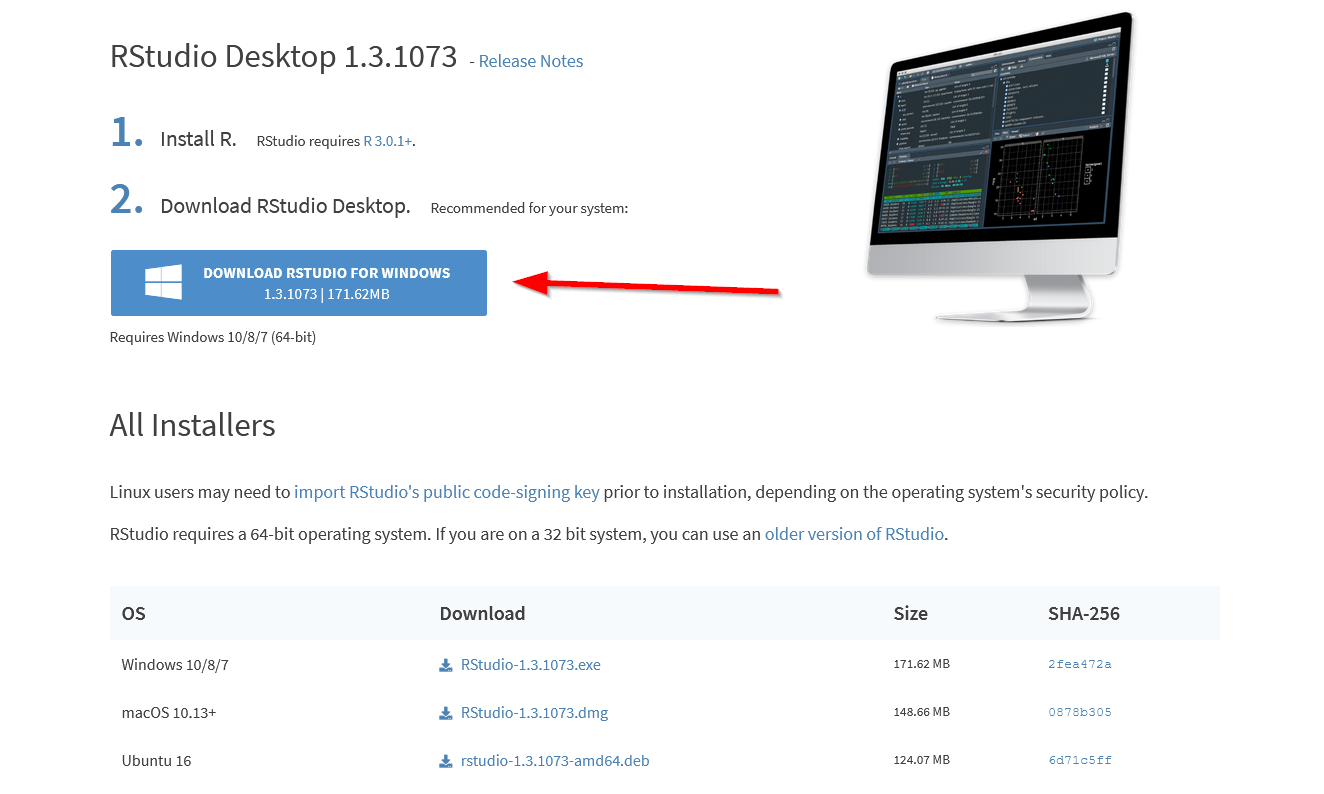 RStudio Desktop 1.3.1073 - Release Notes
1. Install R. RStudio requires R 3.0.1+.
2. Download RStudio Desktop. Recommended for your system:
DOWNLOAD RSTUDIO FOR WINDOWS
1.3.1073 | 171.62MB
Requires Windows 10/8/7 (64-bit)
All Installers
Linux users may need to import RStudio's public code-signing key prior to installation, depending on the operating system's security policy.
RStudio requires a 64-bit operating system. If you are on a 32 bit system, you can use an older version of RStudio.
OS Download Size SHA-256
Windows 10/8/7 RStudio-1.3.1073.exe 171.62 MB 2fea472a
macOS 10.13+ RStudio-1.3.1073.dmg 148.66 MB 0878b305
Ubuntu 16 rstudio-1.3.1073-amd64.deb 124.07 MB 6d71c5ff